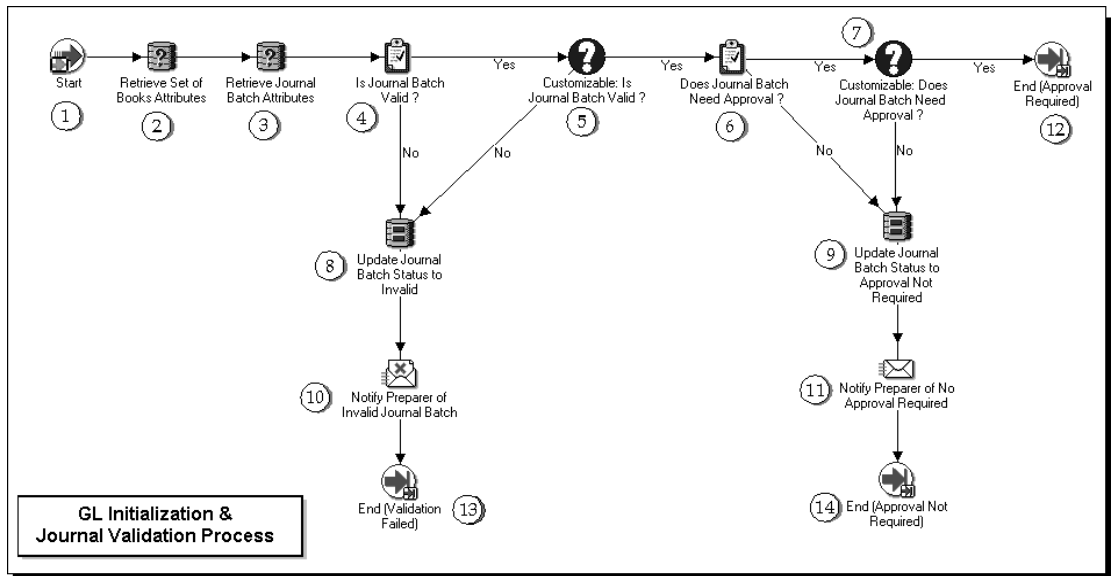 Start
1
Retrieve Set of
Books Attributes
2
Retrieve Journal
Batch Attributes
3
Is Journal Batch
Valid ?
4
Yes
No
Customizable: Is
Journal Batch Valid ?
5
Yes
No
Does Journal Batch
Need Approval ?
6
Yes
No
7
Customizable: Does
Journal Batch Need
Approval ?
Yes
No
End (Approval
Required)
12
8
Update Journal
Batch Status to
Invalid
9
Update Journal
Batch Status to
Approval Not
Required
10
Notify Preparer of
Invalid Journal Batch
11
Notify Preparer of No
Approval Required
End (Validation
Failed)
13
14
End (Approval Not
Required)
GL Initialization &
Journal Validation Process